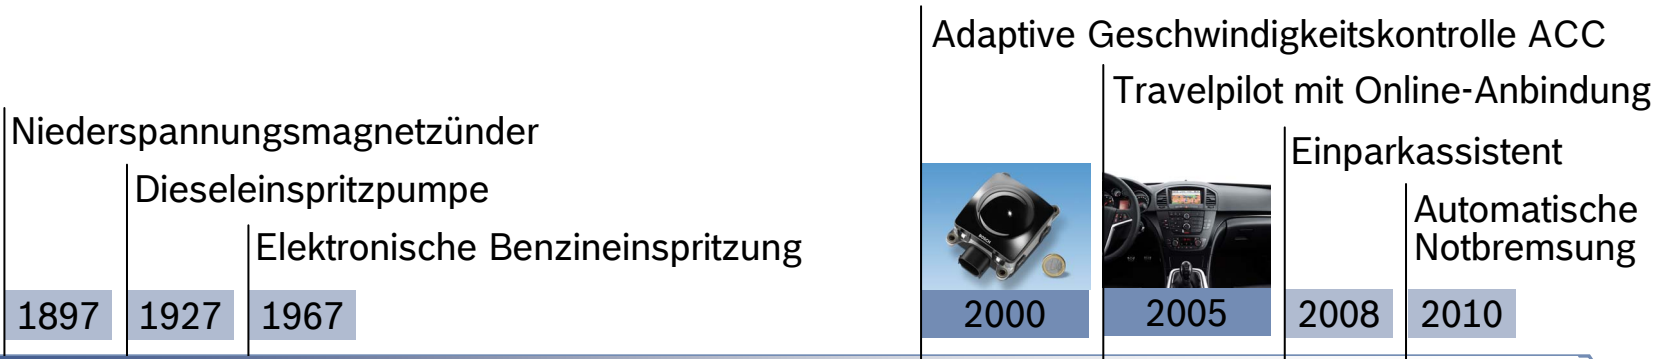 Adaptive Geschwindigkeitskontrolle ACC
Travelpilot mit Online-Anbindung
Niederspannungsmagnetzünder
Einparkassistent
Dieseleinspritzpumpe
Automatische
Notbremsung
Elektronische Benzineinspritzung
BOSCH
1897
1927
1967
2000
2005
2008
2010